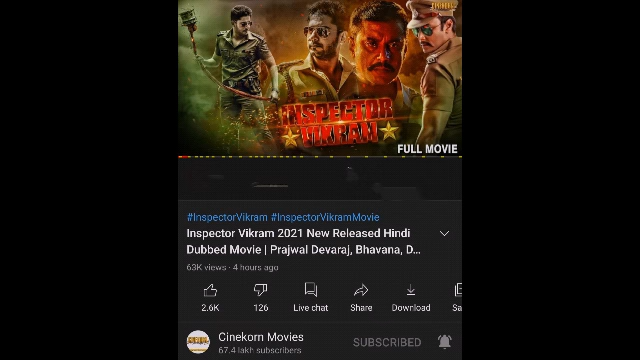 INSPECTOR
VIKRAM
FULL MOVIE
#InspectorVikram #InspectorVikramMovie
Inspector Vikram 2021 New Released Hindi
Dubbed Movie | Prajwal Devaraj, Bhavana, D...
63K views · 4 hours ago
2.6K 126 Live chat Share Download Sa
Cinekorn Movies SUBSCRIBED
67.4 lakh subscribers